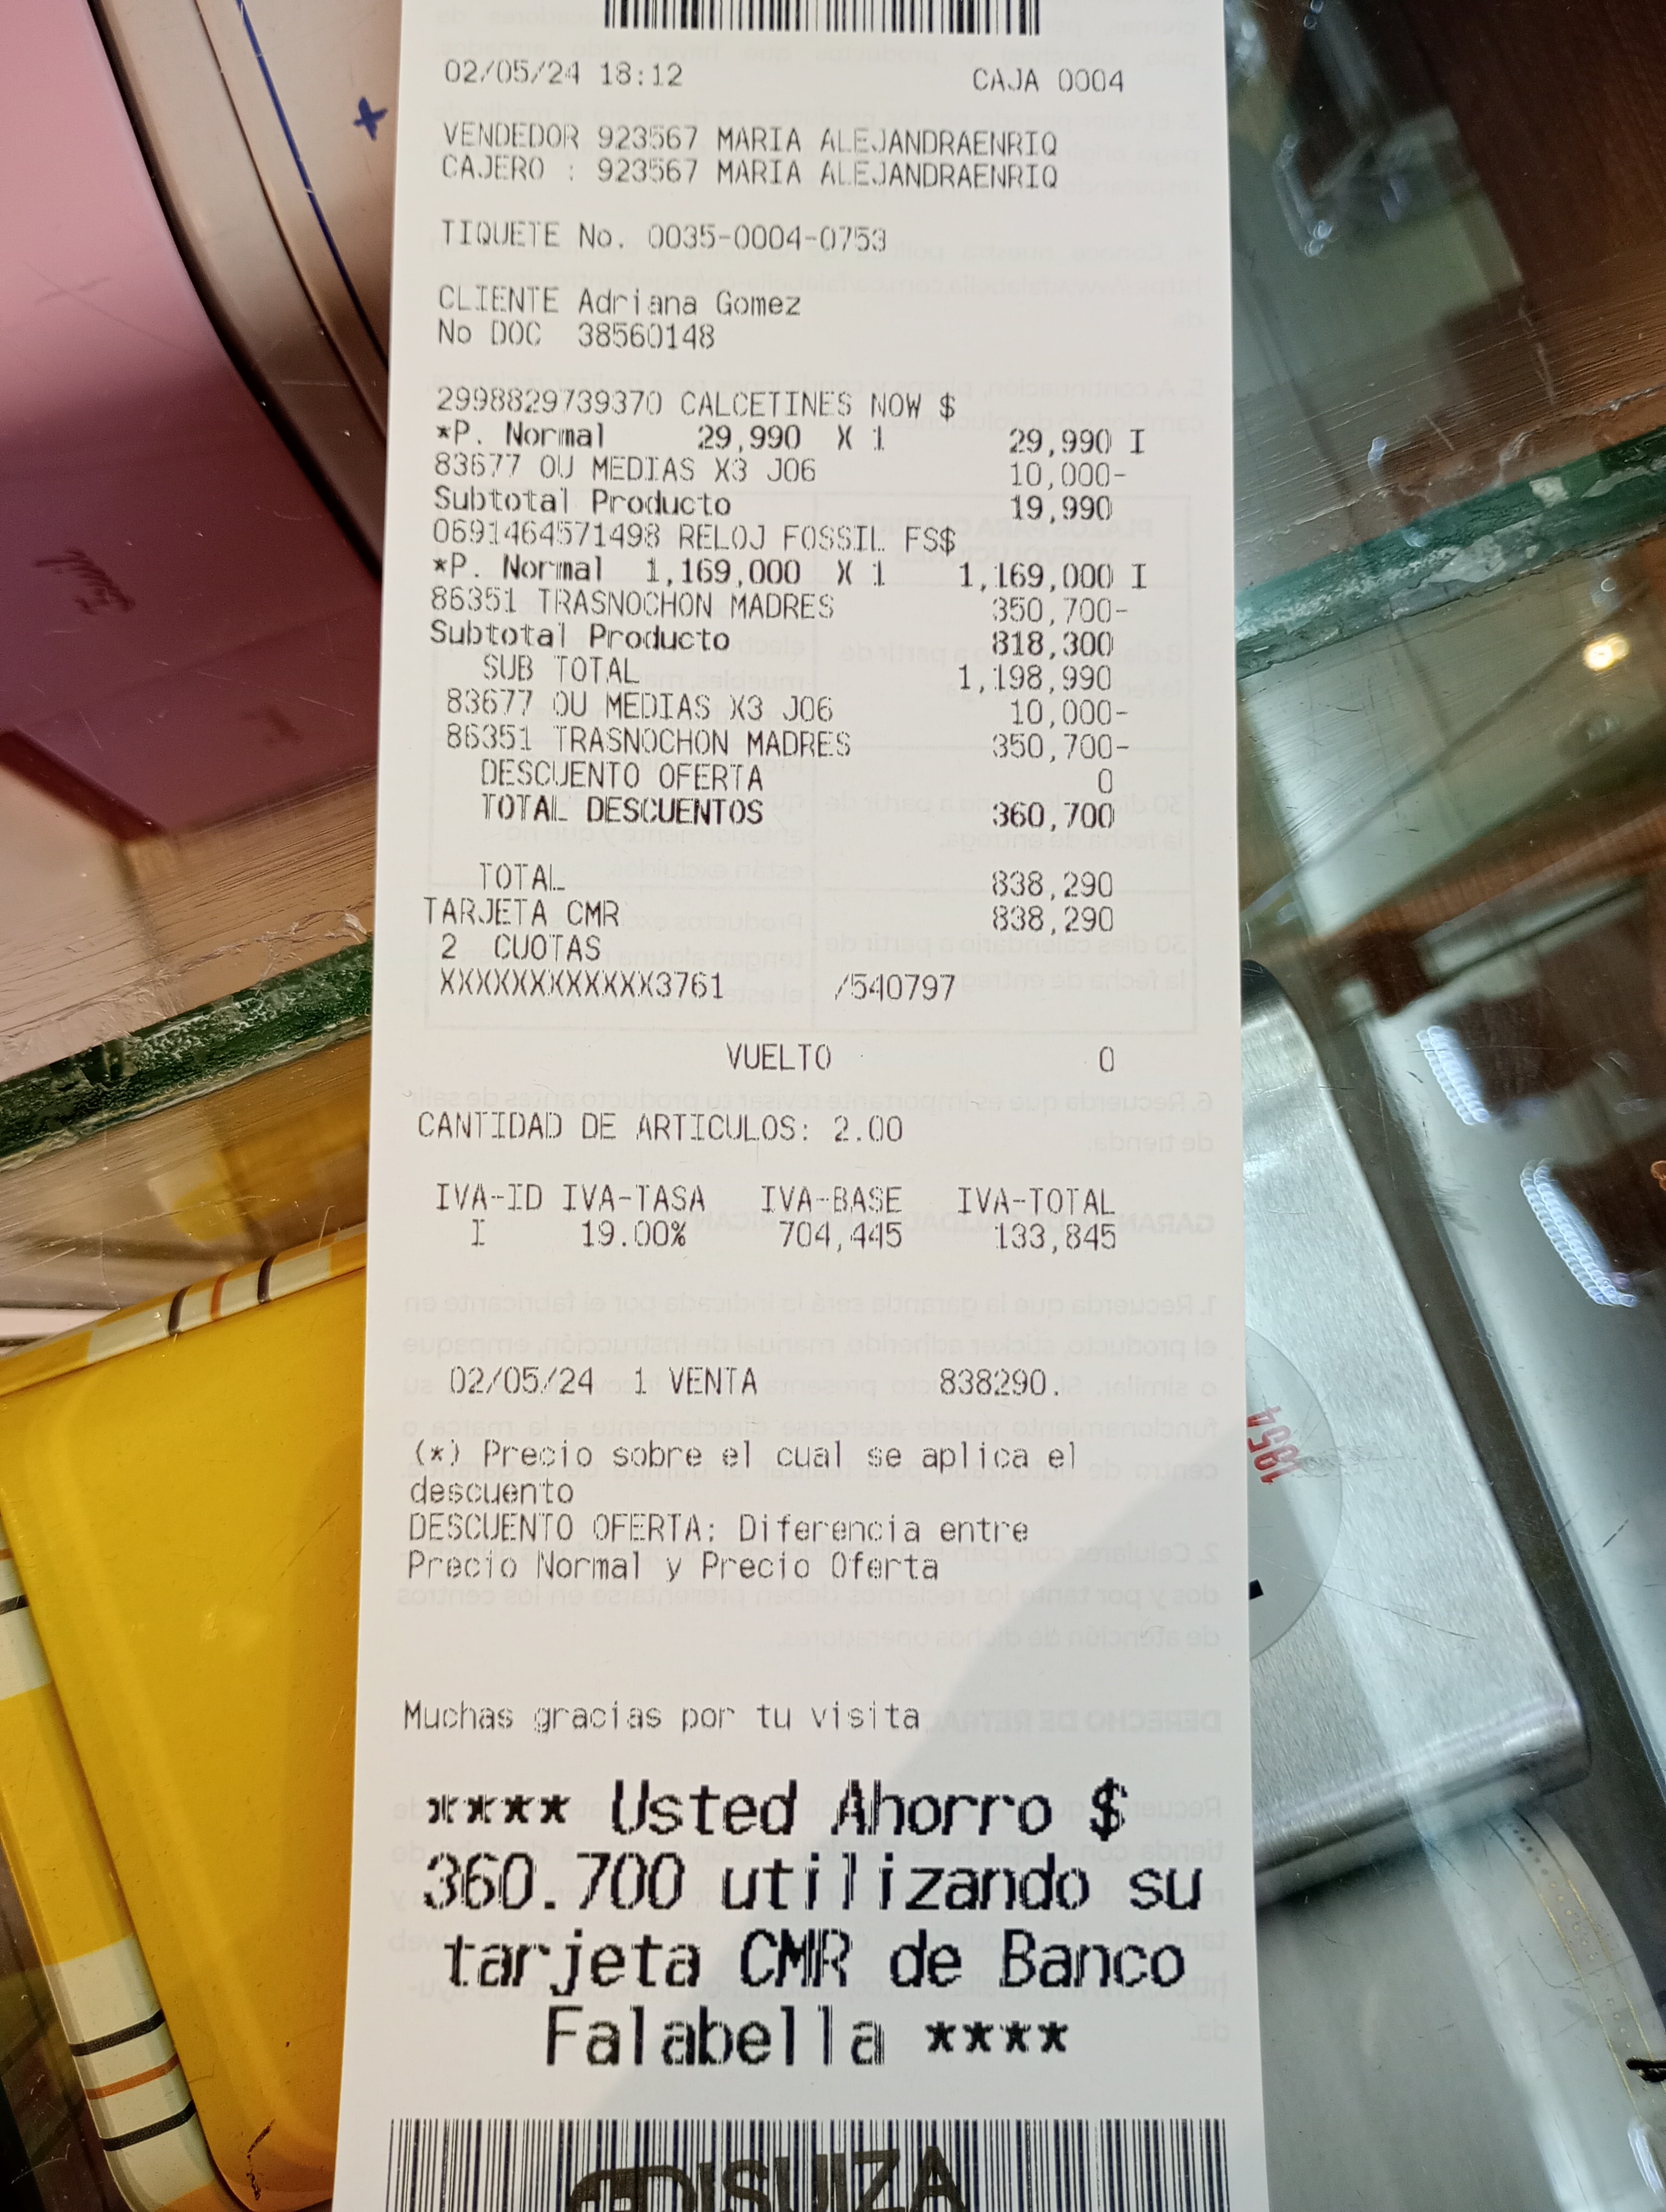 02/05/24 18:12 CAJA 0004
VENDEDOR 923567 MARIA ALEJANDRAENRIQ
CAJERO : 923567 MARIA ALEJANDRAENRIQ
TIQUETE No. 0035-0004-0753
CLIENTE Adriana Gomez
No DOC 38560148
2998829739370 CALCETINES NOW $
*P. Normal 29,990 X 1 29,990 I
83677 OU MEDIAS X3 J06 10,000-
Subtotal Producto 19,990
0691464571498 RELOJ FOSSIL FS$
*P. Normal 1,169,000 X 1 1,169,000 I
86351 TRASNOCHON MADRES 350,700-
Subtotal Producto 818,300
SUB TOTAL 1,198,990
83677 OU MEDIAS X3 J06 10,000-
86351 TRASNOCHON MADRES 350,700-
DESCUENTO OFERTA 0
TOTAL DESCUENTOS 360,700
TOTAL 838,290
TARJETA CMR 838,290
2 CUOTAS
XXXXXXXXXXXX3761 /540797
VUELTO 0
CANTIDAD DE ARTICULOS: 2.00
IVA-ID IVA-TASA IVA-BASE IVA-TOTAL
I 19.00% 704,445 133,845
02/05/24 1 VENTA 838290.
(*) Precio sobre el cual se aplica el
descuento
DESCUENTO OFERTA: Diferencia entre
Precio Normal y Precio Oferta
Muchas gracias por tu visita
**** Usted Ahorro $
360.700 utilizando su
tarjeta CMR de Banco
Falabella ****
1954